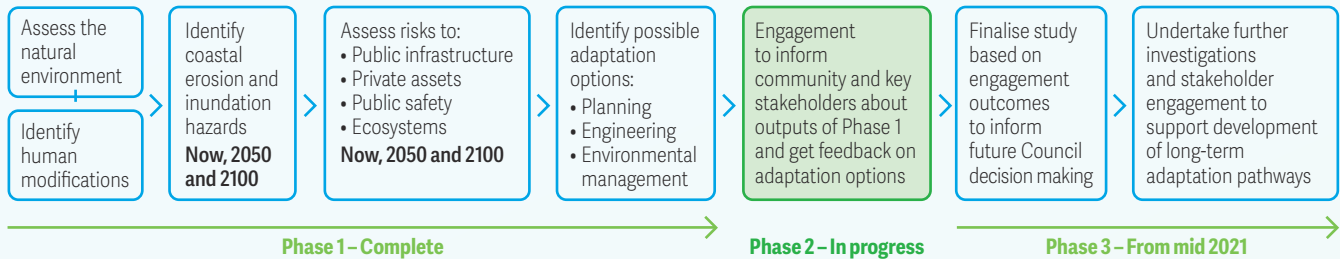 Assess the
natural
environment
Identify
human
modifications
Identify
coastal
erosion and
inundation
hazards
Now, 2050
and 2100
Assess risks to:
• Public infrastructure
• Private assets
• Public safety
• Ecosystems
Now, 2050 and 2100
Identify possible
adaptation
options:
• Planning
• Engineering
• Environmental
management
Engagement
to inform
community and key
stakeholders about
outputs of Phase 1
and get feedback on
adaptation options
Finalise study
based on
engagement
outcomes
to inform
future Council
decision making
Undertake further
investigations
and stakeholder
engagement to
support development
of long-term
adaptation pathways
Phase 1 – Complete
Phase 2 – In progress
Phase 3 – From mid 2021